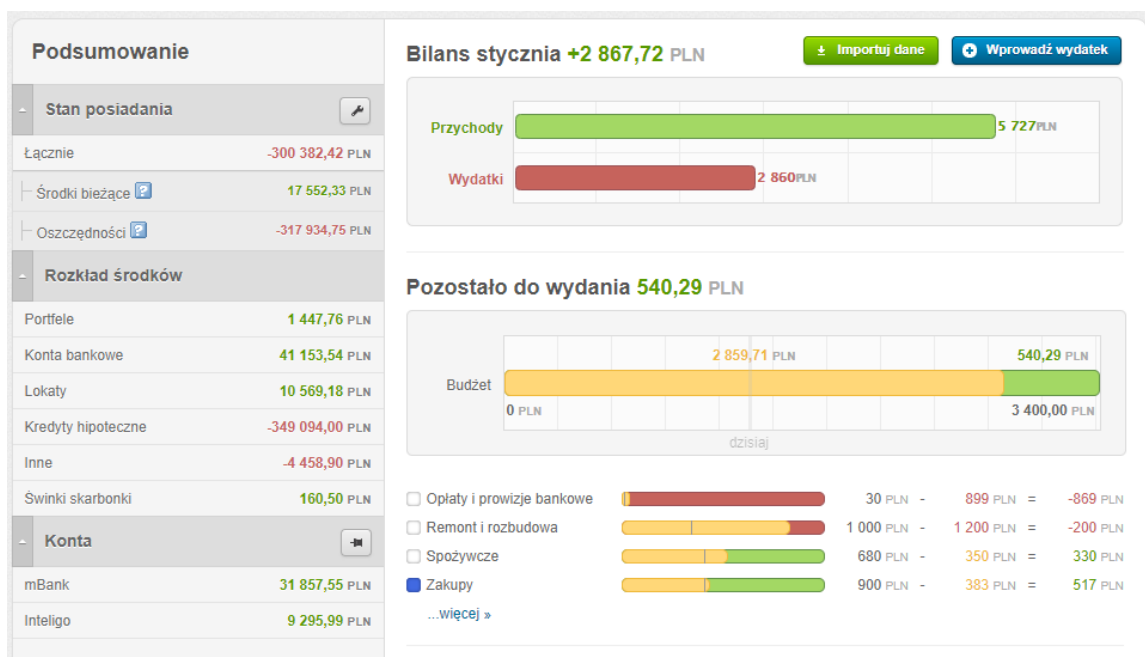 Podsumowanie
Stan posiadania
Łącznie -300 382,42 PLN
Środki bieżące ? 17 552,33 PLN
Oszczędności ? -317 934,75 PLN
Rozkład środków
Portfele 1 447,76 PLN
Konta bankowe 41 153,54 PLN
Lokaty 10 569,18 PLN
Kredyty hipoteczne -349 094,00 PLN
Inne -4 458,90 PLN
Świnki skarbonki 160,50 PLN
Konta
mBank 31 857,55 PLN
Inteligo 9 295,99 PLN
Bilans stycznia +2 867,72 PLN
Importuj dane
Wprowadź wydatek
Przychody 5 727PLN
Wydatki 2 860PLN
Pozostało do wydania 540,29 PLN
2 859,71 PLN 540,29 PLN
Budżet
0 PLN 3 400,00 PLN
dzisiaj
Opłaty i prowizje bankowe 30 PLN - 899 PLN = -869 PLN
Remont i rozbudowa 1 000 PLN - 1 200 PLN = -200 PLN
Spożywcze 680 PLN - 350 PLN = 330 PLN
Zakupy 900 PLN - 383 PLN = 517 PLN
...więcej »